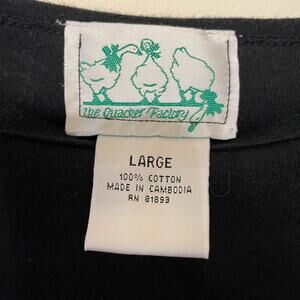 the Quacker Factory
LARGE
100% COTTON
MADE IN CAMBODIA
RN 81893